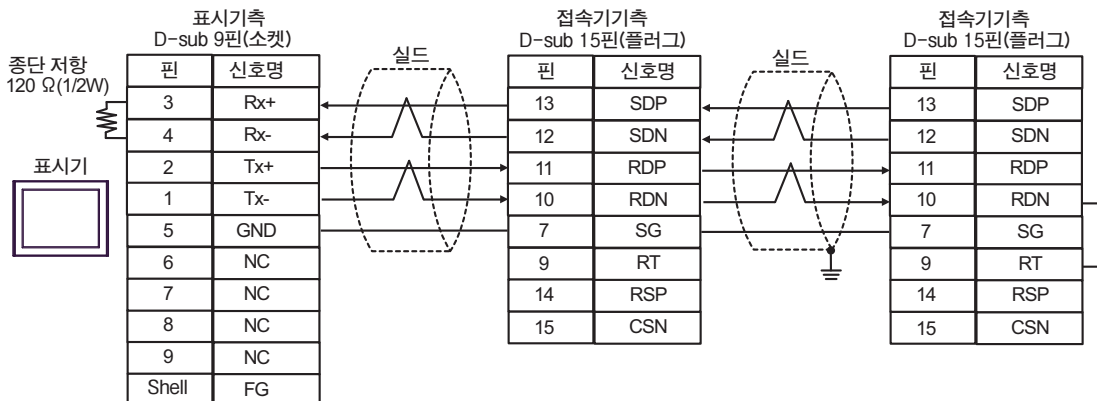 표시기측
D-sub 9핀(소켓)
종단 저항
120 Ω(1/2W)
표시기
핀 신호명
3 Rx+
4 Rx-
2 Tx+
1 Tx-
5 GND
6 NC
7 NC
8 NC
9 NC
Shell FG
실드
접속기기측
D-sub 15핀(플러그)
핀 신호명
13 SDP
12 SDN
11 RDP
10 RDN
7 SG
9 RT
14 RSP
15 CSN
실드
접속기기측
D-sub 15핀(플러그)
핀 신호명
13 SDP
12 SDN
11 RDP
10 RDN
7 SG
9 RT
14 RSP
15 CSN